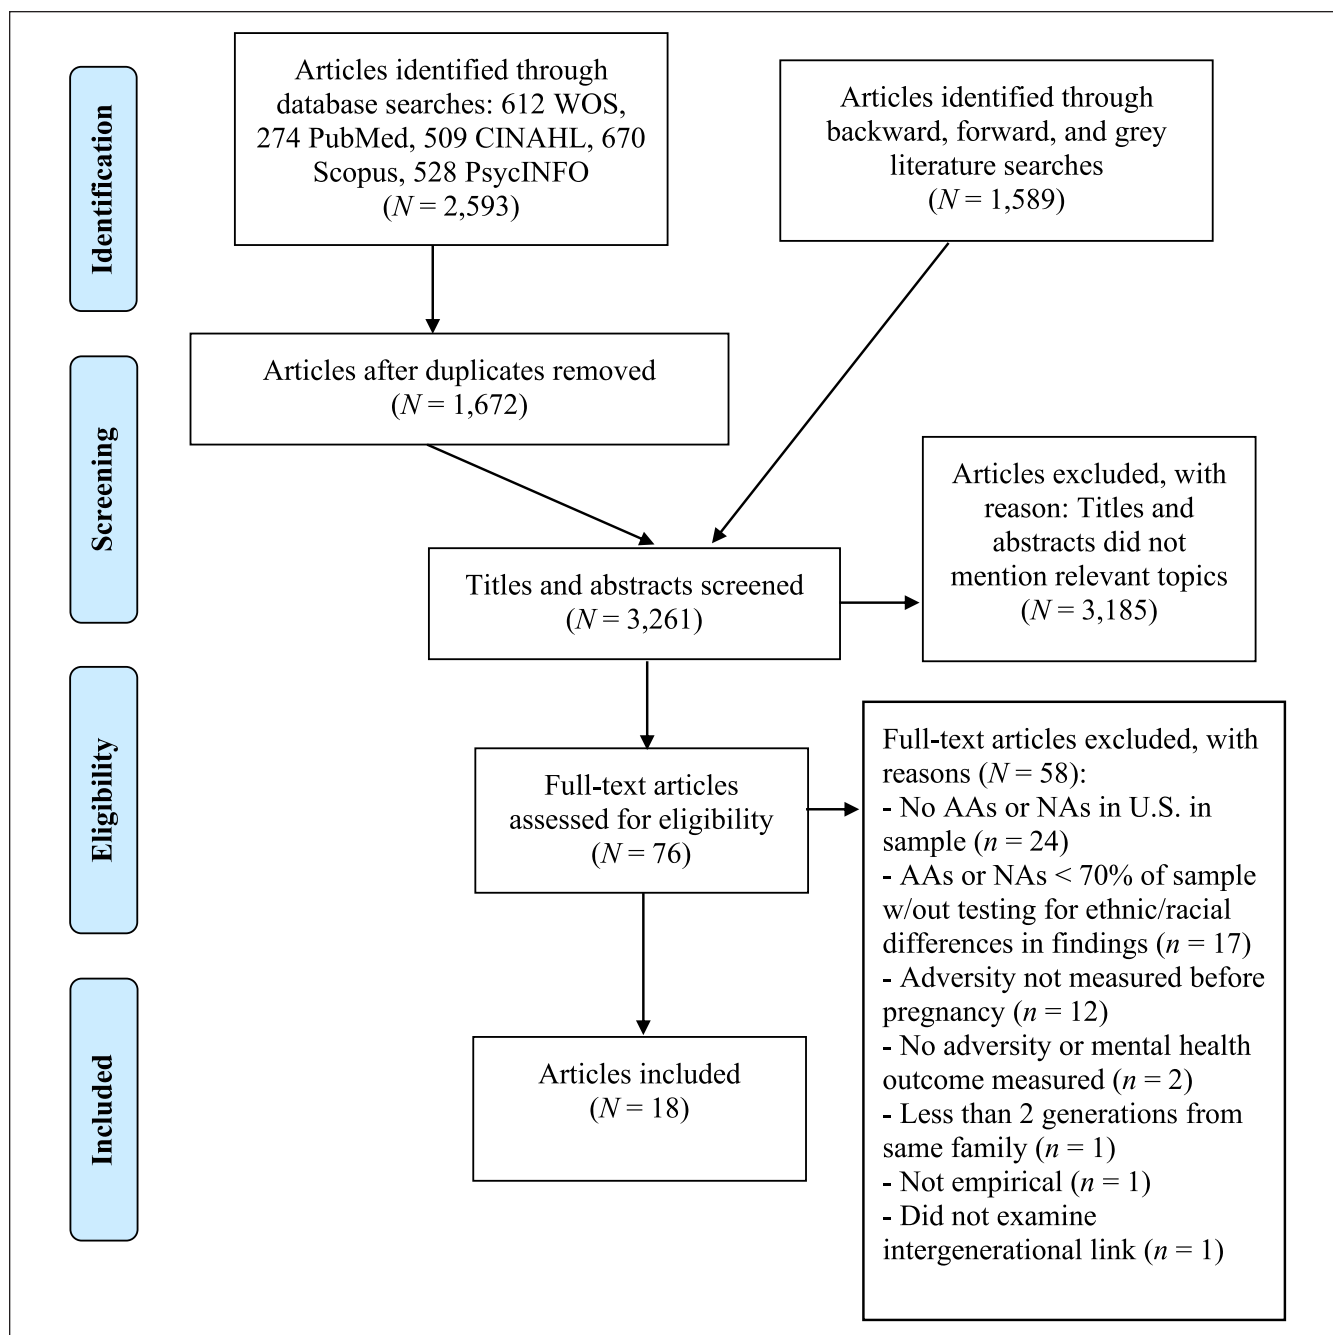 Identification
Articles identified through
database searches: 612 WOS,
274 PubMed, 509 CINAHL, 670
Scopus, 528 PsycINFO
(N = 2,593)
Articles identified through
backward, forward, and grey
literature searches
(N = 1,589)
Screening
Articles after duplicates removed
(N = 1,672)
Titles and abstracts screened
(N = 3,261)
Articles excluded, with
reason: Titles and
abstracts did not
mention relevant topics
(N = 3,185)
Eligibility
Full-text articles
assessed for eligibility
(N = 76)
Full-text articles excluded, with
reasons (N = 58):
- No AAs or NAs in U.S. in
sample (n = 24)
- AAs or NAs < 70% of sample
w/out testing for ethnic/racial
differences in findings (n = 17)
- Adversity not measured before
pregnancy (n = 12)
- No adversity or mental health
outcome measured (n = 2)
- Less than 2 generations from
same family (n = 1)
- Not empirical (n = 1)
- Did not examine
intergenerational link (n = 1)
Included
Articles included
(N = 18)